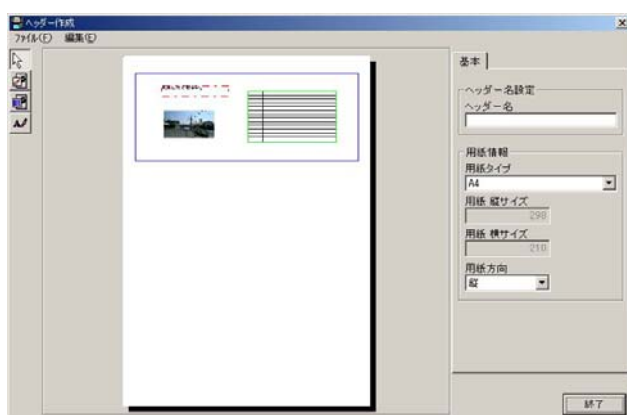 ヘッダー作成
ファイル(F) 編集(E)
基本
ヘッダー名設定
ヘッダー名
用紙情報
用紙タイプ
A4
用紙 縦サイズ
298
用紙 横サイズ
210
用紙方向
縦
終了